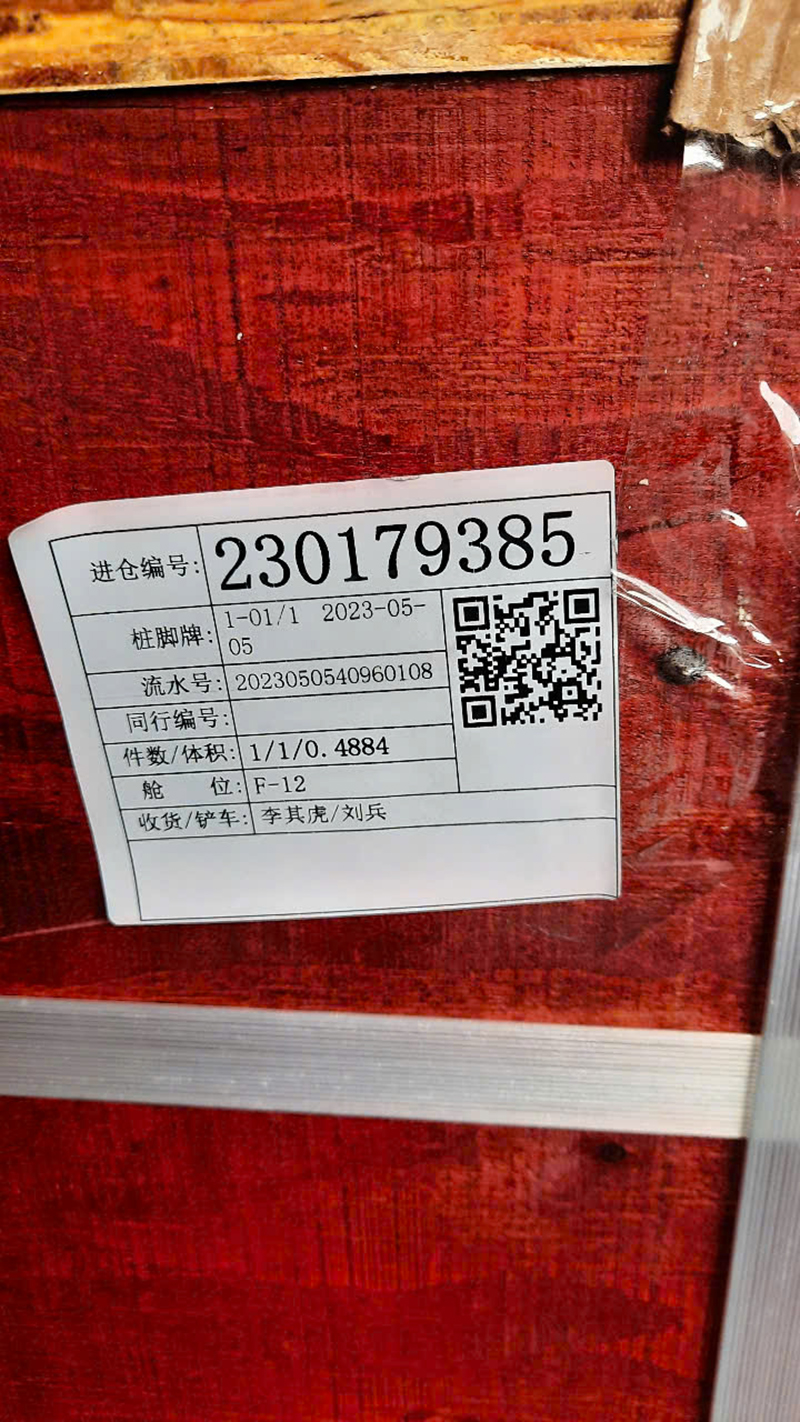 进仓编号: 230179385
桩脚牌: 1-01/1 2023-05-
05
流水号: 2023050540960108
同行编号:
件数/体积: 1/1/0.4884
舱 位: F-12
收货/铲车: 李其虎/刘兵